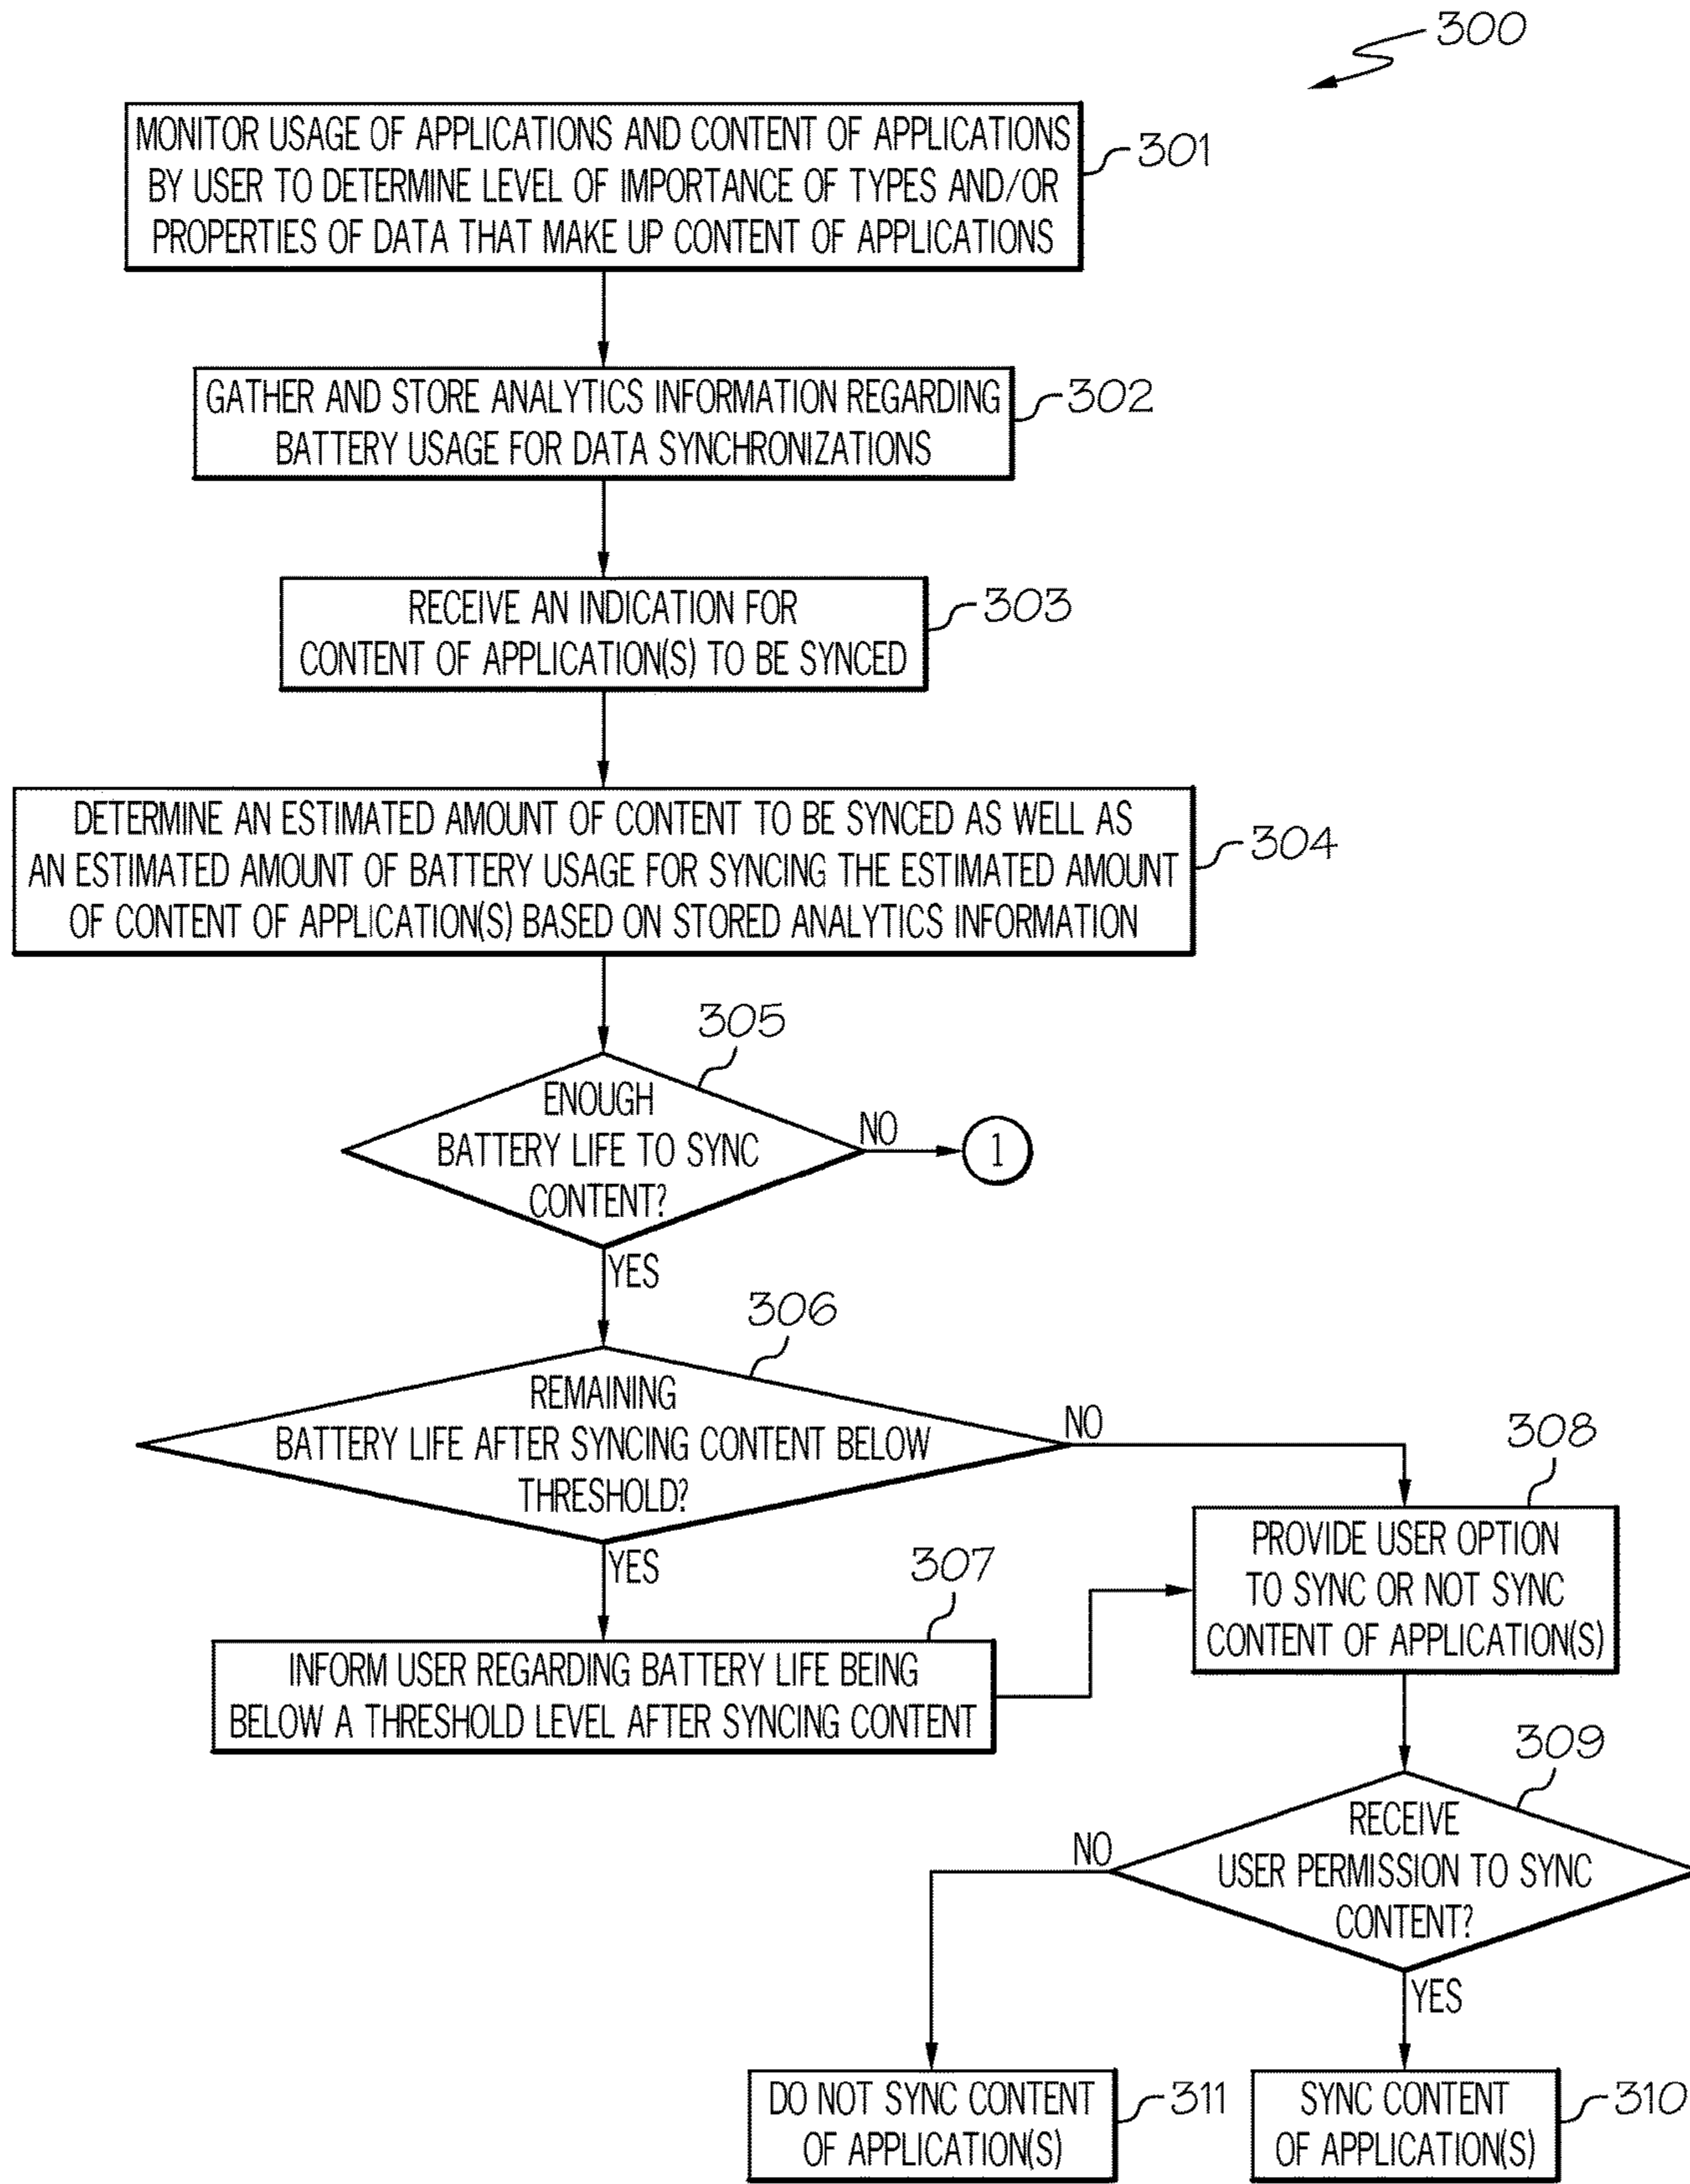 300
MONITOR USAGE OF APPLICATIONS AND CONTENT OF APPLICATIONS
BY USER TO DETERMINE LEVEL OF IMPORTANCE OF TYPES AND/OR
PROPERTIES OF DATA THAT MAKE UP CONTENT OF APPLICATIONS
301
GATHER AND STORE ANALYTICS INFORMATION REGARDING
BATTERY USAGE FOR DATA SYNCHRONIZATIONS
302
RECEIVE AN INDICATION FOR
CONTENT OF APPLICATION(S) TO BE SYNCED
303
DETERMINE AN ESTIMATED AMOUNT OF CONTENT TO BE SYNCED AS WELL AS
AN ESTIMATED AMOUNT OF BATTERY USAGE FOR SYNCING THE ESTIMATED AMOUNT
OF CONTENT OF APPLICATION(S) BASED ON STORED ANALYTICS INFORMATION
304
305
ENOUGH
BATTERY LIFE TO SYNC
CONTENT?
NO
1
YES
306
REMAINING
BATTERY LIFE AFTER SYNCING CONTENT BELOW
THRESHOLD?
NO
YES
307
INFORM USER REGARDING BATTERY LIFE BEING
BELOW A THRESHOLD LEVEL AFTER SYNCING CONTENT
308
PROVIDE USER OPTION
TO SYNC OR NOT SYNC
CONTENT OF APPLICATION(S)
309
RECEIVE
USER PERMISSION TO SYNC
CONTENT?
NO
YES
DO NOT SYNC CONTENT
OF APPLICATION(S)
311
SYNC CONTENT
OF APPLICATION(S)
310